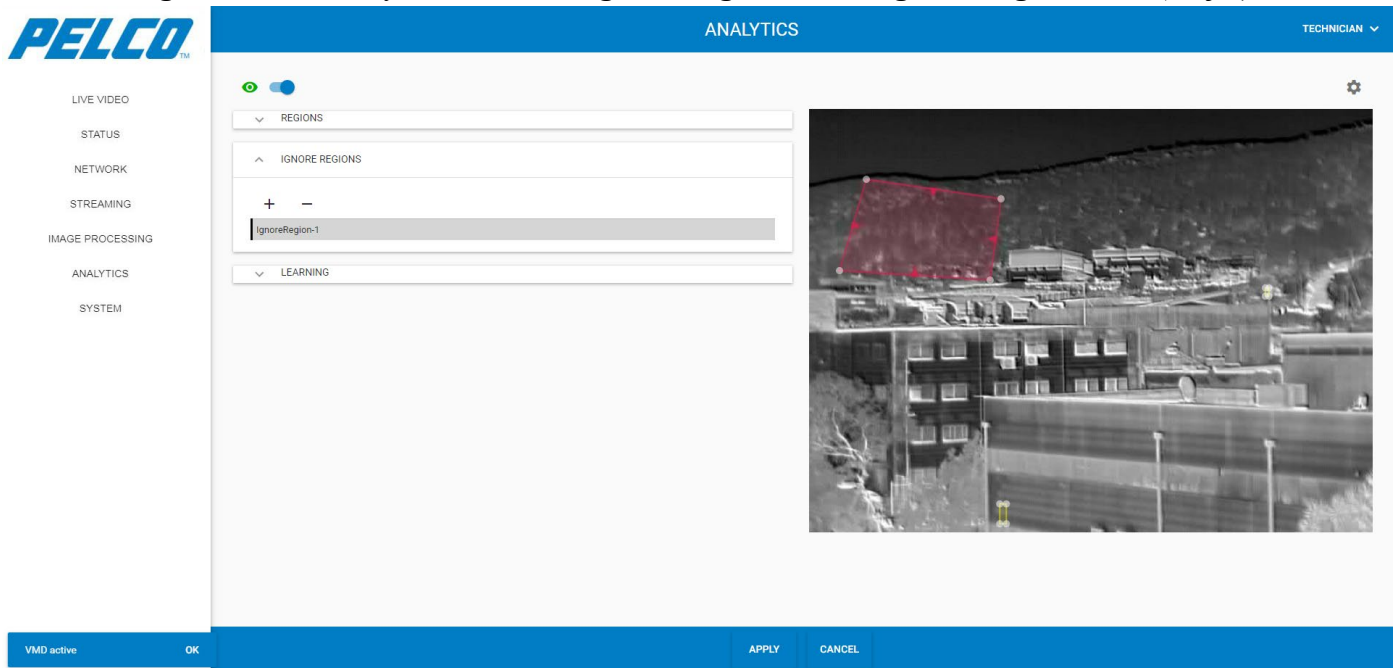 PELCO
TM
ANALYTICS
TECHNICIAN
LIVE VIDEO
STATUS
NETWORK
STREAMING
IMAGE PROCESSING
ANALYTICS
SYSTEM
REGIONS
IGNORE REGIONS
+ −
IgnoreRegion-1
LEARNING
VMD active OK
APPLY CANCEL